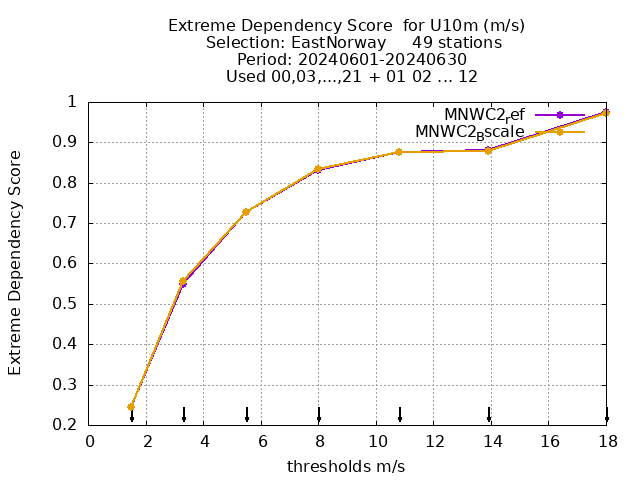 Extreme Dependency Score  for U10m (m/s)
Selection: EastNorway     49 stations
Period: 20240601-20240630
Used 00,03,...,21 + 01 02 ... 12
Extreme Dependency Score
1
0.9
0.8
0.7
0.6
0.5
0.4
0.3
0.2
MNWC2ref
MNWC2Bscale
0 2 4 6 8 10 12 14 16 18
thresholds m/s